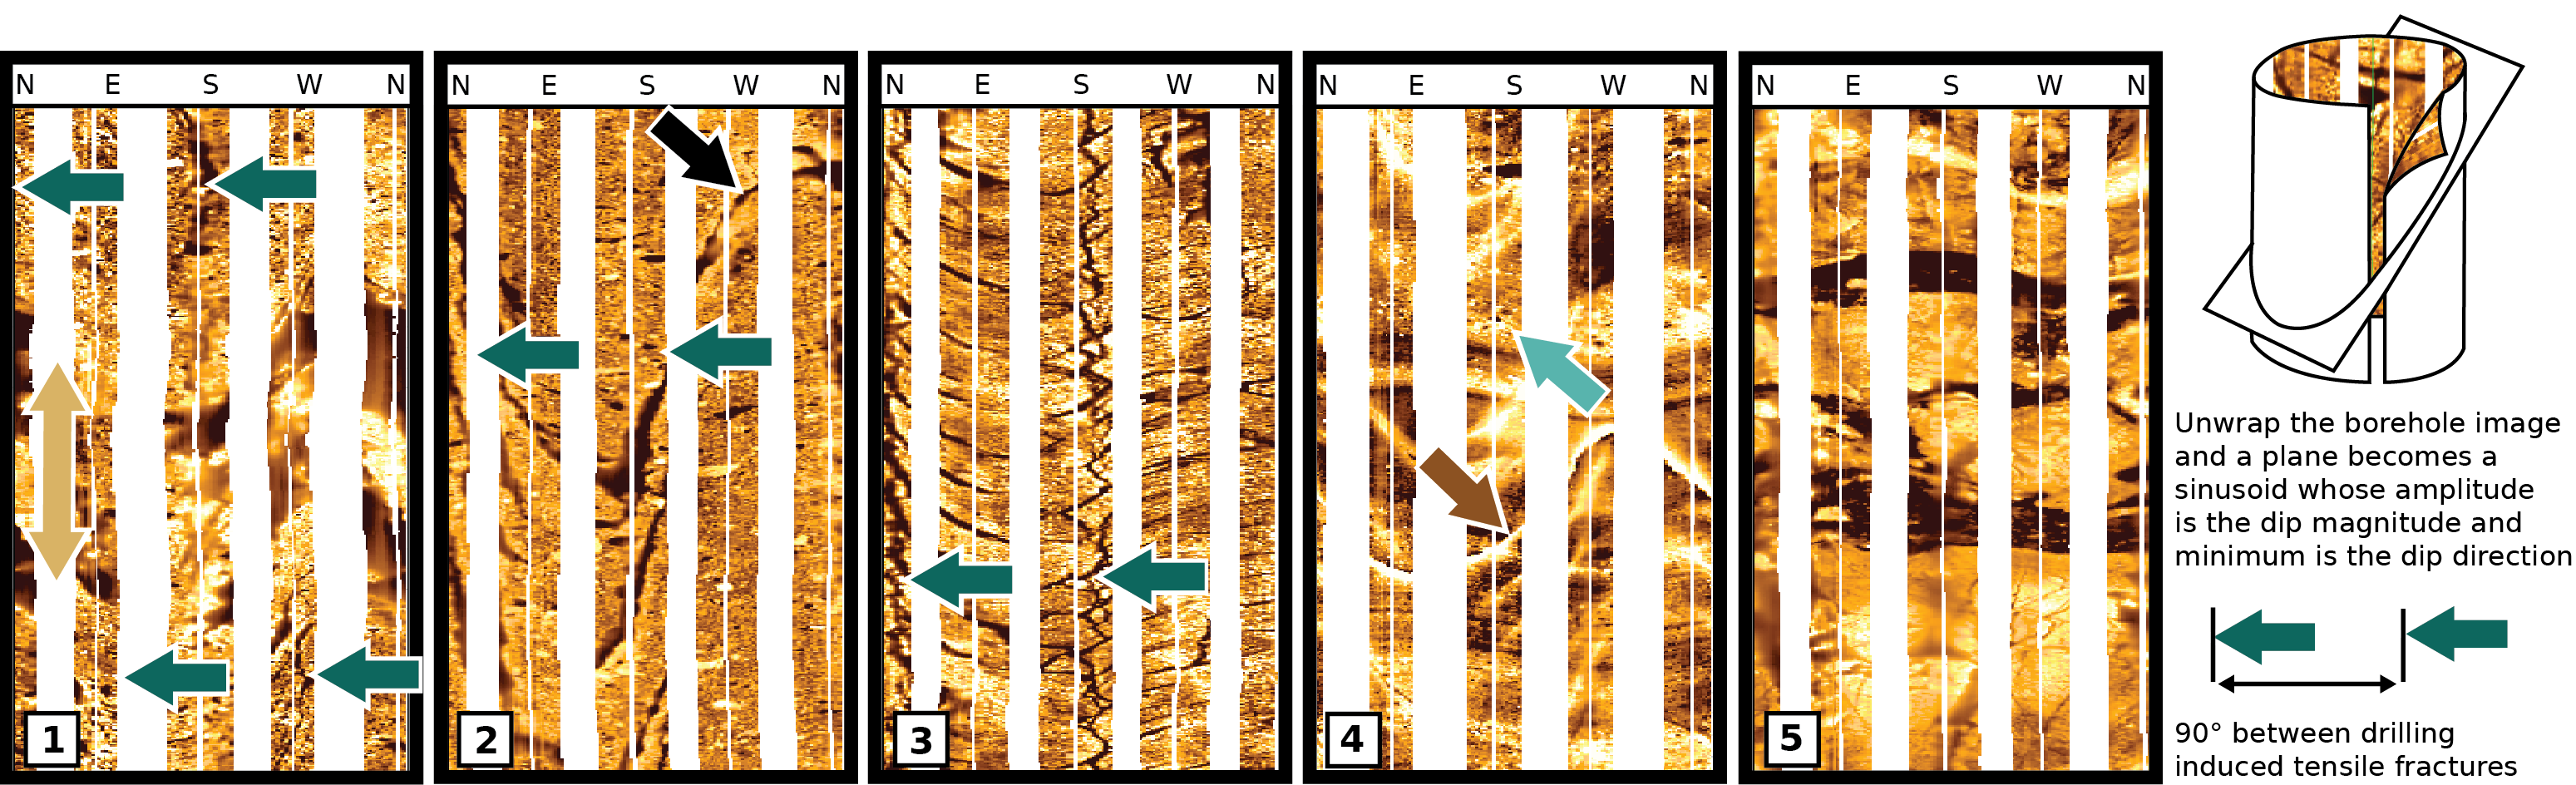 N E S W N
N E S W N
N E S W N
N E S W N
N E S W N
1
2
3
4
5
Unwrap the borehole image
and a plane becomes a
sinusoid whose amplitude
is the dip magnitude and
minimum is the dip direction
90° between drilling
induced tensile fractures